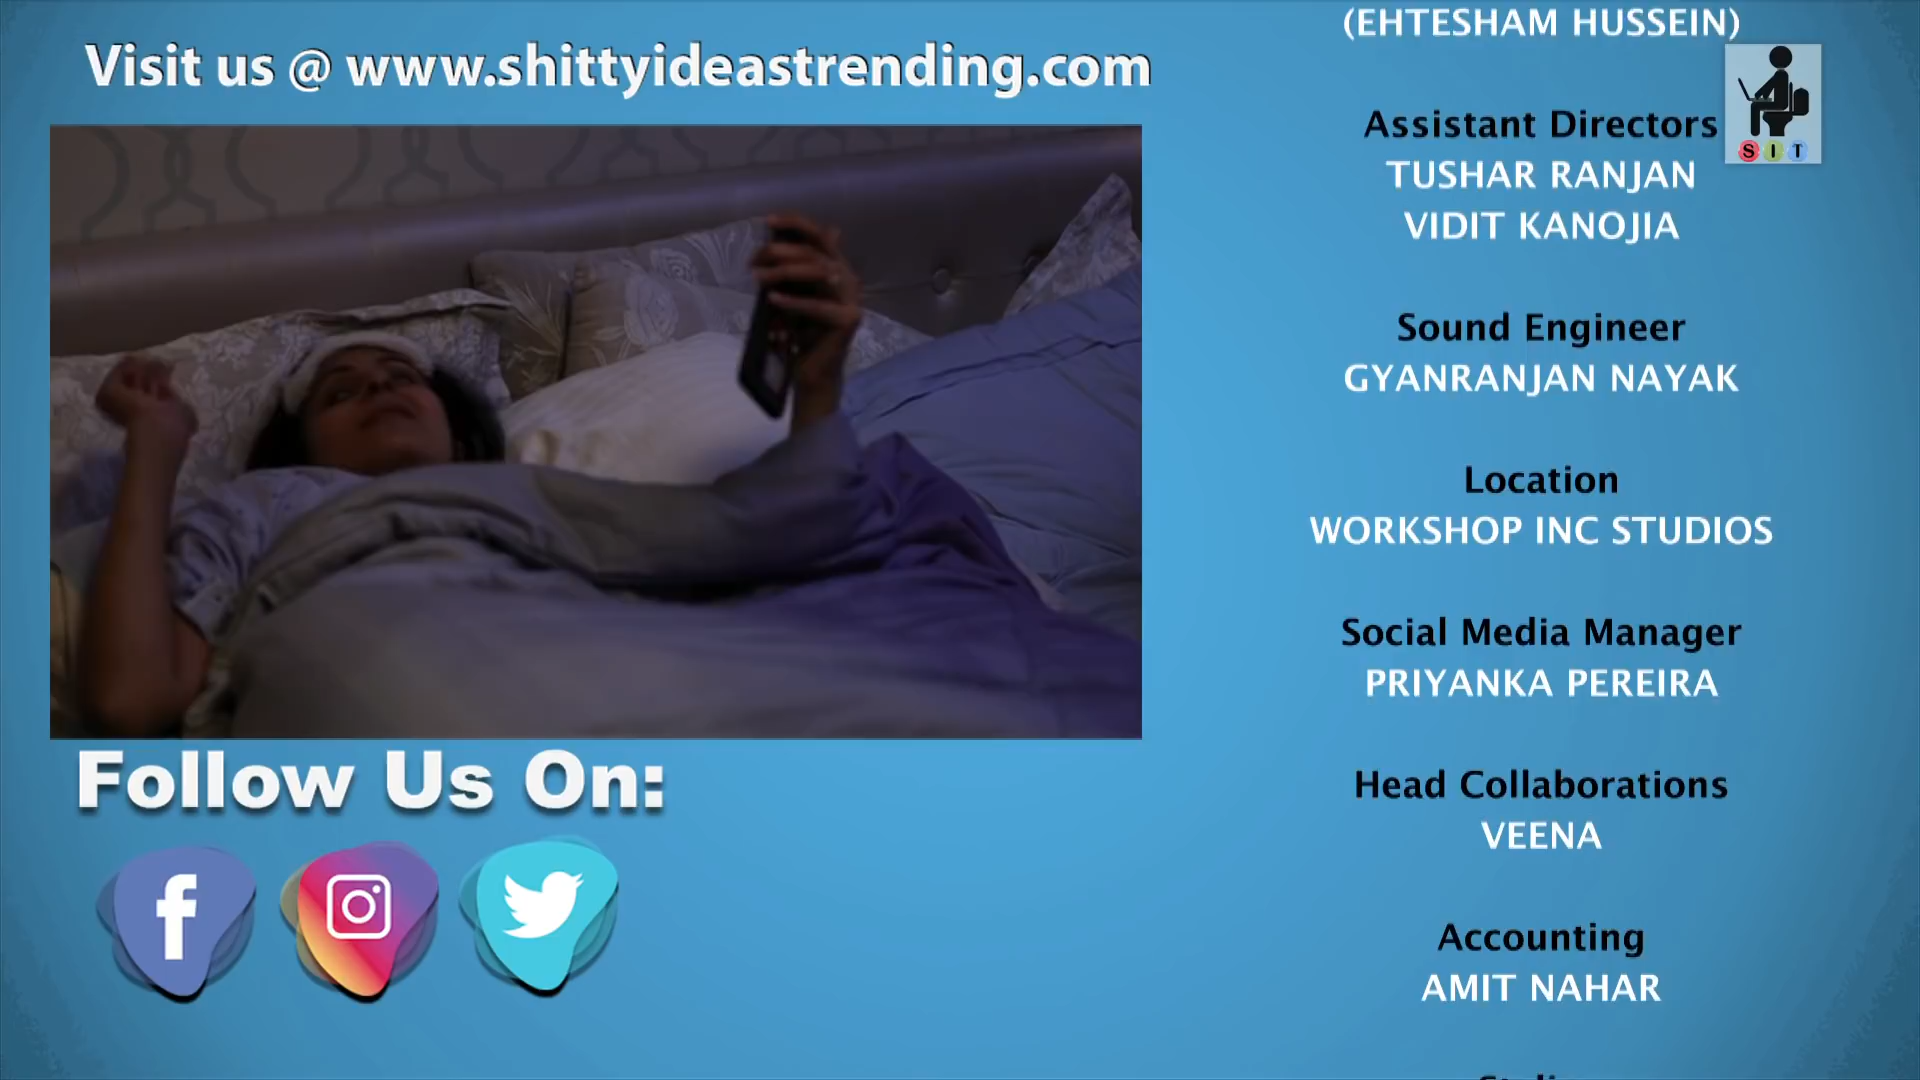 Visit us @ www.shittyideastrending.com
Follow Us On:
(EHTESHAM HUSSEIN)
Assistant Directors
TUSHAR RANJAN
VIDIT KANOJIA
Sound Engineer
GYANRANJAN NAYAK
Location
WORKSHOP INC STUDIOS
Social Media Manager
PRIYANKA PEREIRA
Head Collaborations
VEENA
Accounting
AMIT NAHAR
S I T